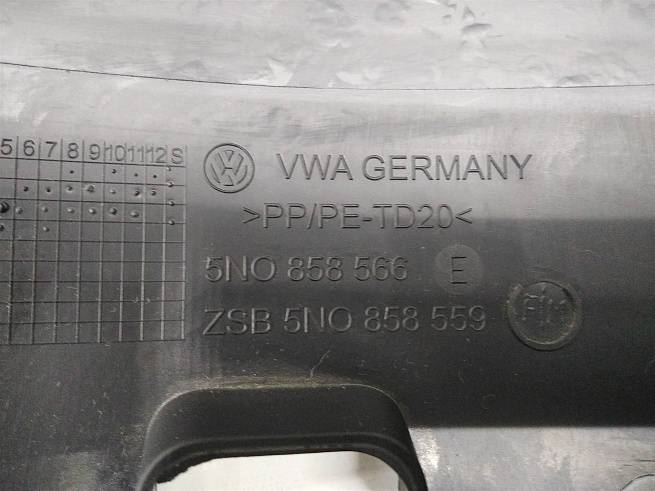 5 6 7 8 9 10 11 12 S
VWA GERMANY
>PP/PE-TD20<
5N0 858 566 E
ZSB 5N0 858 559